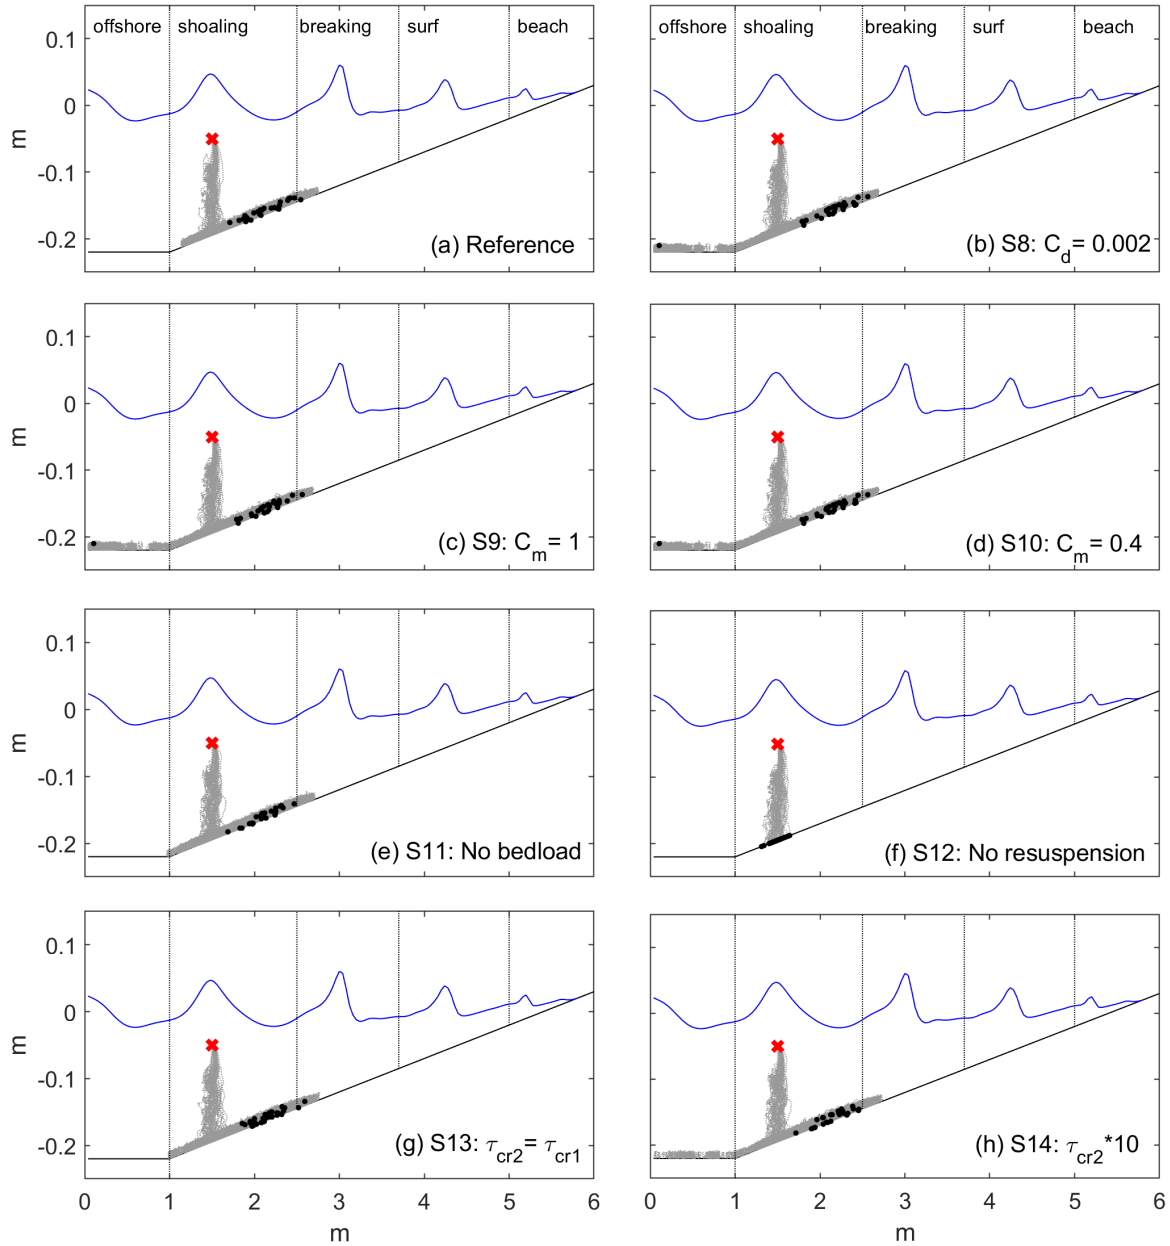 offshore shoaling breaking surf beach
offshore shoaling breaking surf beach
0.1
0
-0.1
-0.2
m
(a) Reference
(b) S8: C_d = 0.002
0.1
0
-0.1
-0.2
m
(c) S9: C_m = 1
(d) S10: C_m = 0.4
0.1
0
-0.1
-0.2
m
(e) S11: No bedload
(f) S12: No resuspension
0.1
0
-0.1
-0.2
m
(g) S13: τ_cr2 = τ_cr1
(h) S14: τ_cr2*10
0 1 2 3 4 5 6
0 1 2 3 4 5 6
m
m